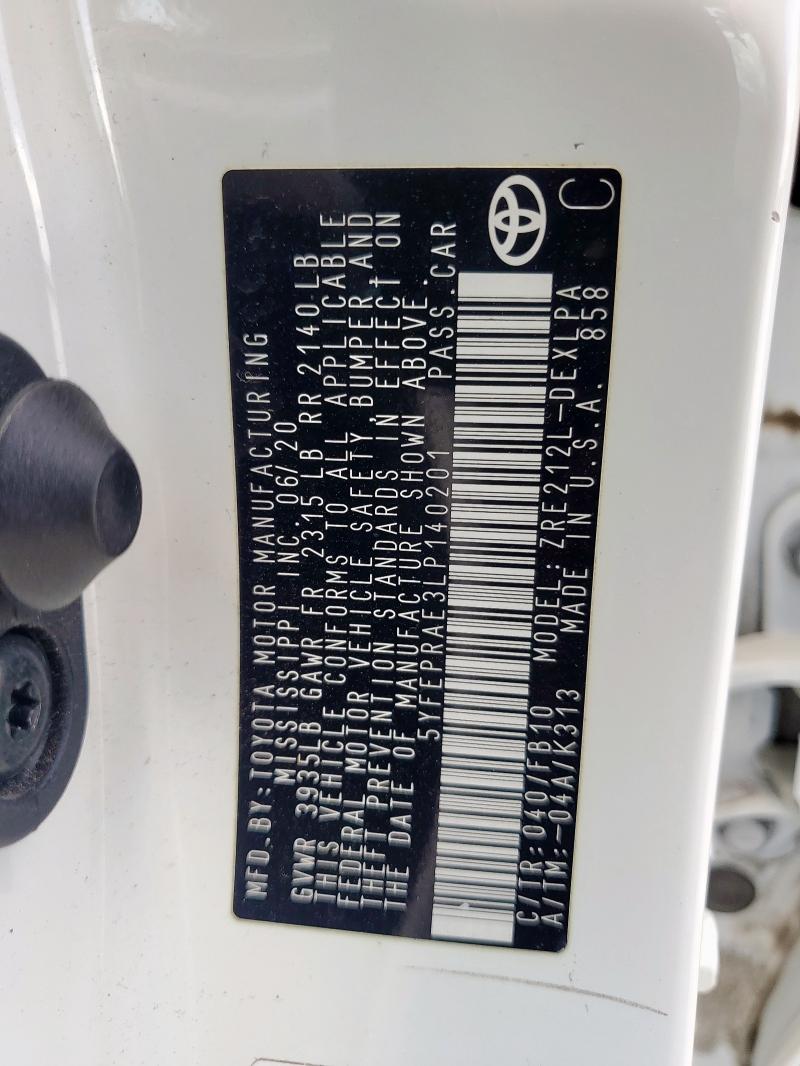 MFD.BY:TOYOTA MOTOR MANUFACTURING
MISSISSIPPI INC. 06/20
GVWR 3935LB GAWR FR 2315 LB RR 2140 LB
THIS VEHICLE CONFORMS TO ALL APPLICABLE
FEDERAL MOTOR VEHICLE SAFETY, BUMPER AND
THEFT PREVENTION STANDARDS IN EFFECT ON
THE DATE OF MANUFACTURE SHOWN ABOVE.
5YFEPRAE3LP140201 PASS.CAR
C/TR:040/FB10 MODEL:ZRE212L-DEXLPA
A/TM:-04A/K313 MADE IN U.S.A. 858
C